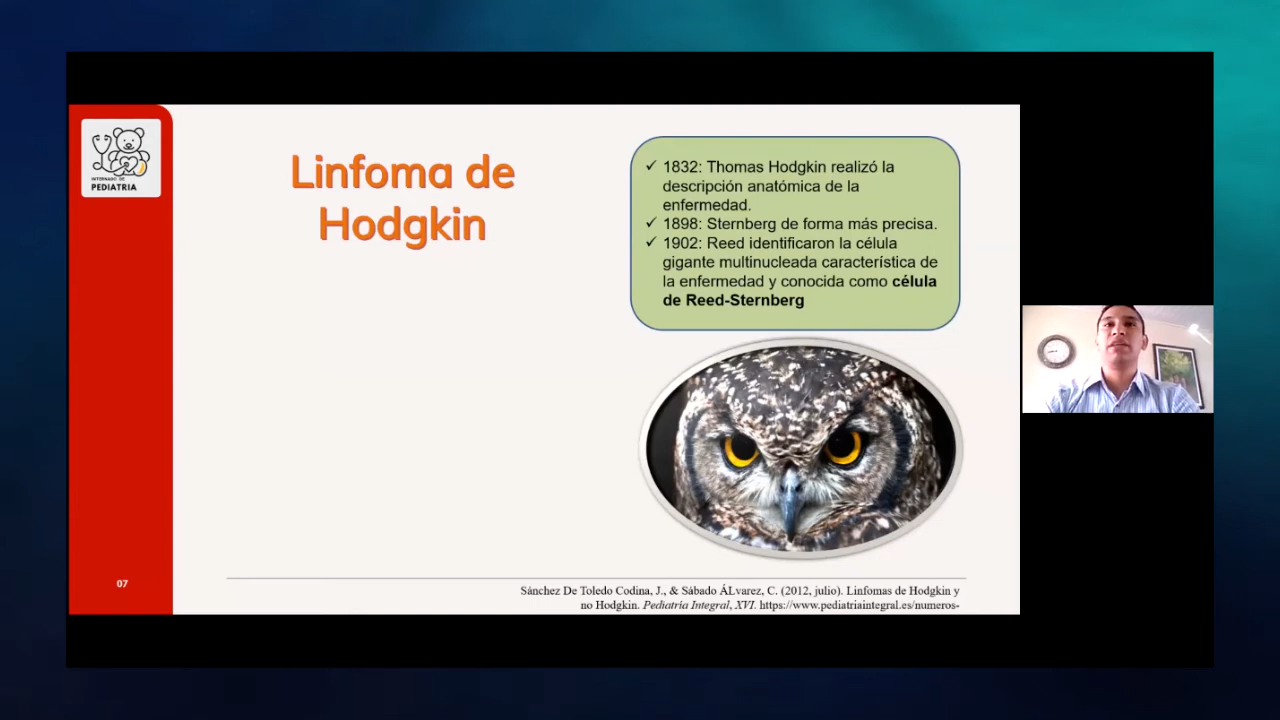 INTERNADO DE
PEDIATRIA
Linfoma de
Hodgkin
✓ 1832: Thomas Hodgkin realizó la
descripción anatómica de la
enfermedad.
✓ 1898: Sternberg de forma más precisa.
✓ 1902: Reed identificaron la célula
gigante multinucleada característica de
la enfermedad y conocida como célula
de Reed-Sternberg
07
Sánchez De Toledo Codina, J., & Sábado ÁLvarez, C. (2012, julio). Linfomas de Hodgkin y
no Hodgkin. Pediatría Integral, XVI. https://www.pediatriaintegral.es/numeros-